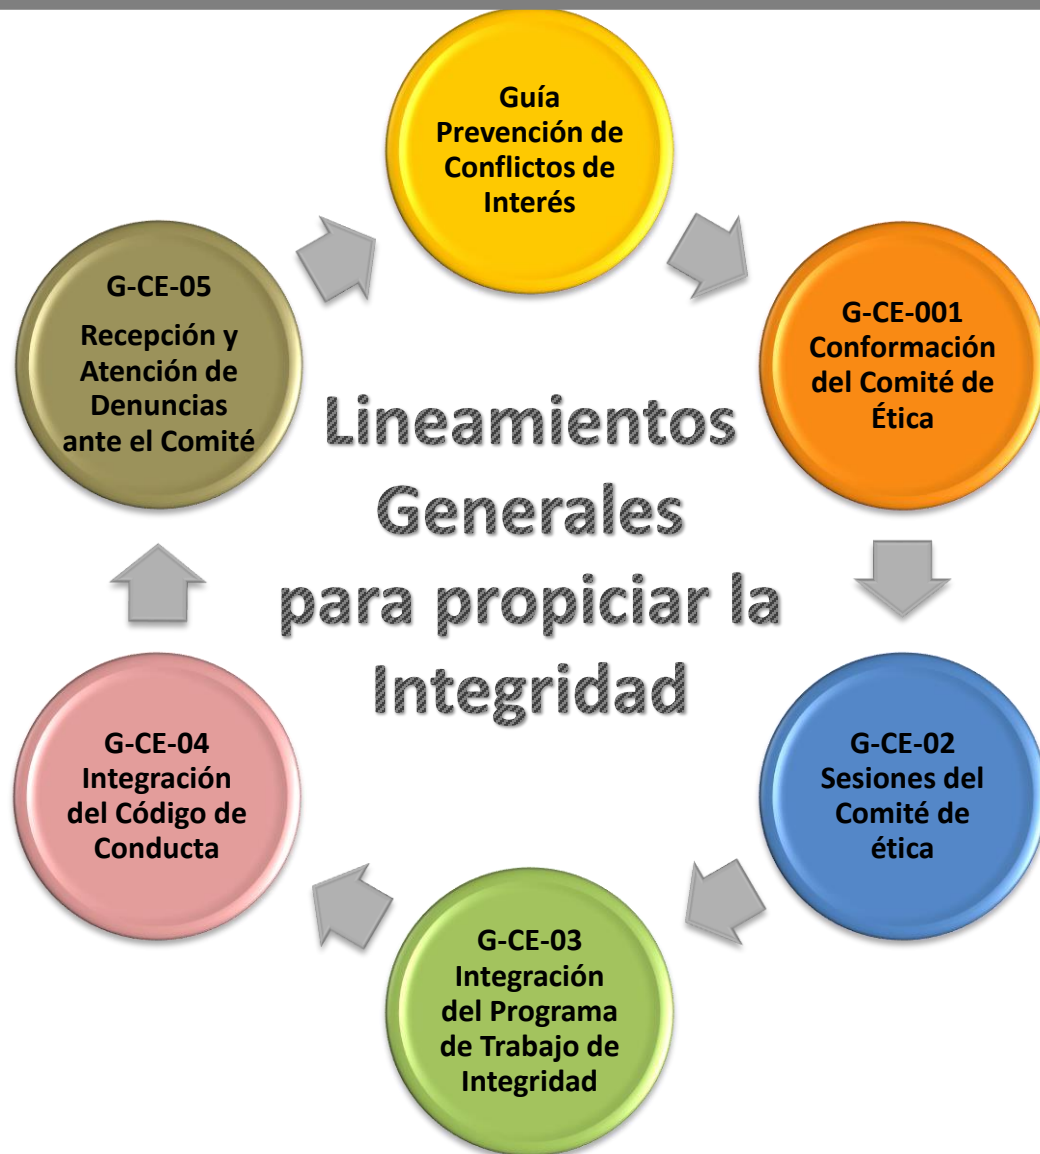 Guía
Prevención de
Conflictos de
Interés
G-CE-001
Conformación
del Comité de
Ética
G-CE-02
Sesiones del
Comité de
ética
G-CE-03
Integración
del Programa
de Trabajo de
Integridad
G-CE-04
Integración
del Código de
Conducta
G-CE-05
Recepción y
Atención de
Denuncias
ante el Comité
Lineamientos
Generales
para propiciar la
Integridad